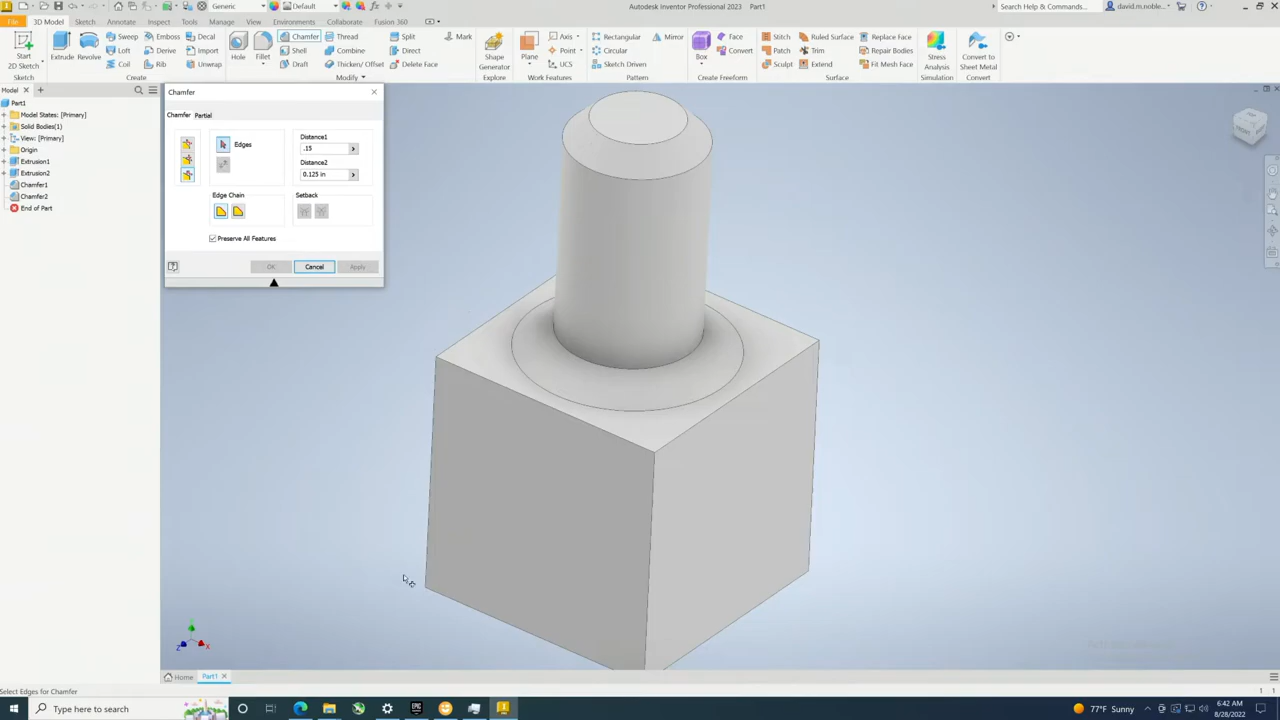 Generic
Default
Autodesk Inventor Professional 2023 Part1
Search Help & Commands...
david.m.noble...
File 3D Model Sketch Annotate Inspect Tools Manage View Environments Get Started Collaborate Fusion 360
Start
2D Sketch
Sketch
Extrude
Revolve
Sweep
Loft
Coil
Emboss
Derive
Rib
Decal
Import
Unwrap
Create
Hole
Fillet
Chamfer
Shell
Draft
Thread
Combine
Thicken/ Offset
Split
Direct
Delete Face
Mark
Modify
Shape
Generator
Explore
Plane
Axis
Point
UCS
Work Features
Rectangular
Circular
Sketch Driven
Mirror
Pattern
Box
Face
Convert
Create Freeform
Stitch
Patch
Sculpt
Ruled Surface
Trim
Extend
Replace Face
Repair Bodies
Fit Mesh Face
Surface
Stress
Analysis
Simulation
Convert to
Sheet Metal
Convert
Model
Part1
Model States: [Primary]
Solid Bodies(1)
View: [Primary]
Origin
Extrusion1
Extrusion2
Chamfer1
Chamfer2
End of Part
Chamfer
Chamfer Partial
Edges
Distance1
.15
Distance2
0.125 in
Edge Chain
Setback
Preserve All Features
OK Cancel Apply
Z X
Home Part1
Select Edges for Chamfer
1 1
Type here to search
EPIC
77°F Sunny
6:42 AM
8/28/2022